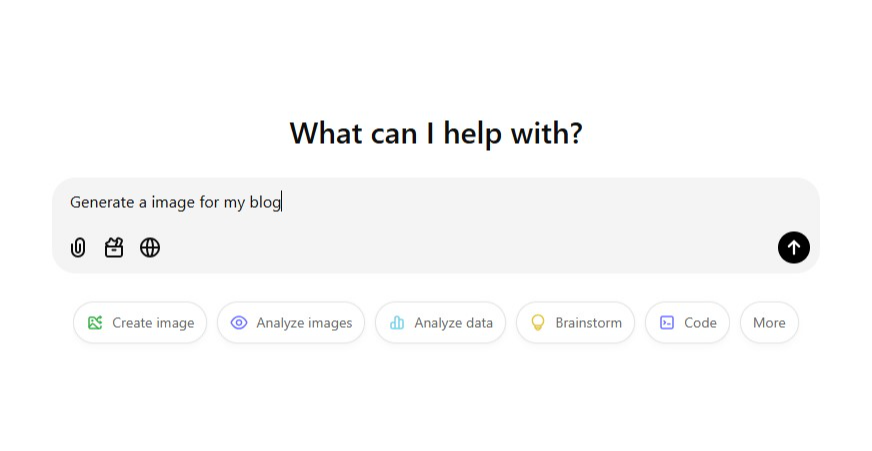 What can I help with?
Generate a image for my blog
Create image
Analyze images
Analyze data
Brainstorm
Code
More